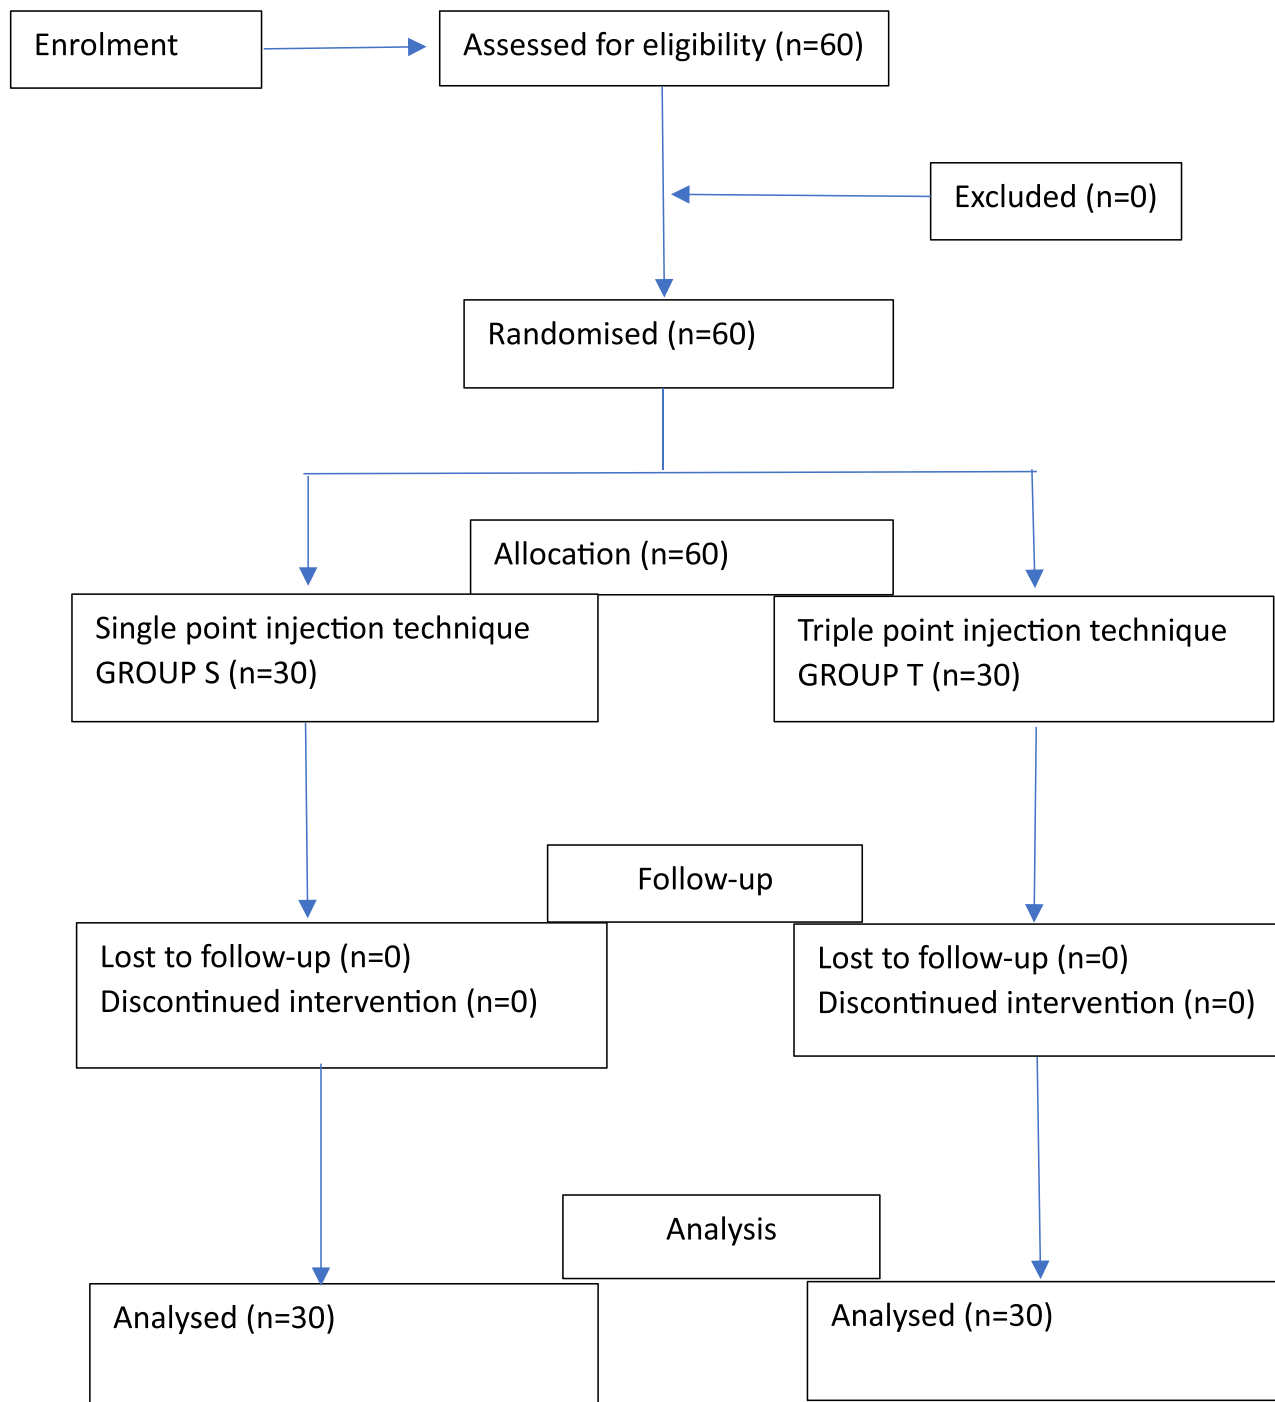 Enrolment
Assessed for eligibility (n=60)
Excluded (n=0)
Randomised (n=60)
Allocation (n=60)
Single point injection technique
GROUP S (n=30)
Triple point injection technique
GROUP T (n=30)
Follow-up
Lost to follow-up (n=0)
Discontinued intervention (n=0)
Lost to follow-up (n=0)
Discontinued intervention (n=0)
Analysis
Analysed (n=30)
Analysed (n=30)